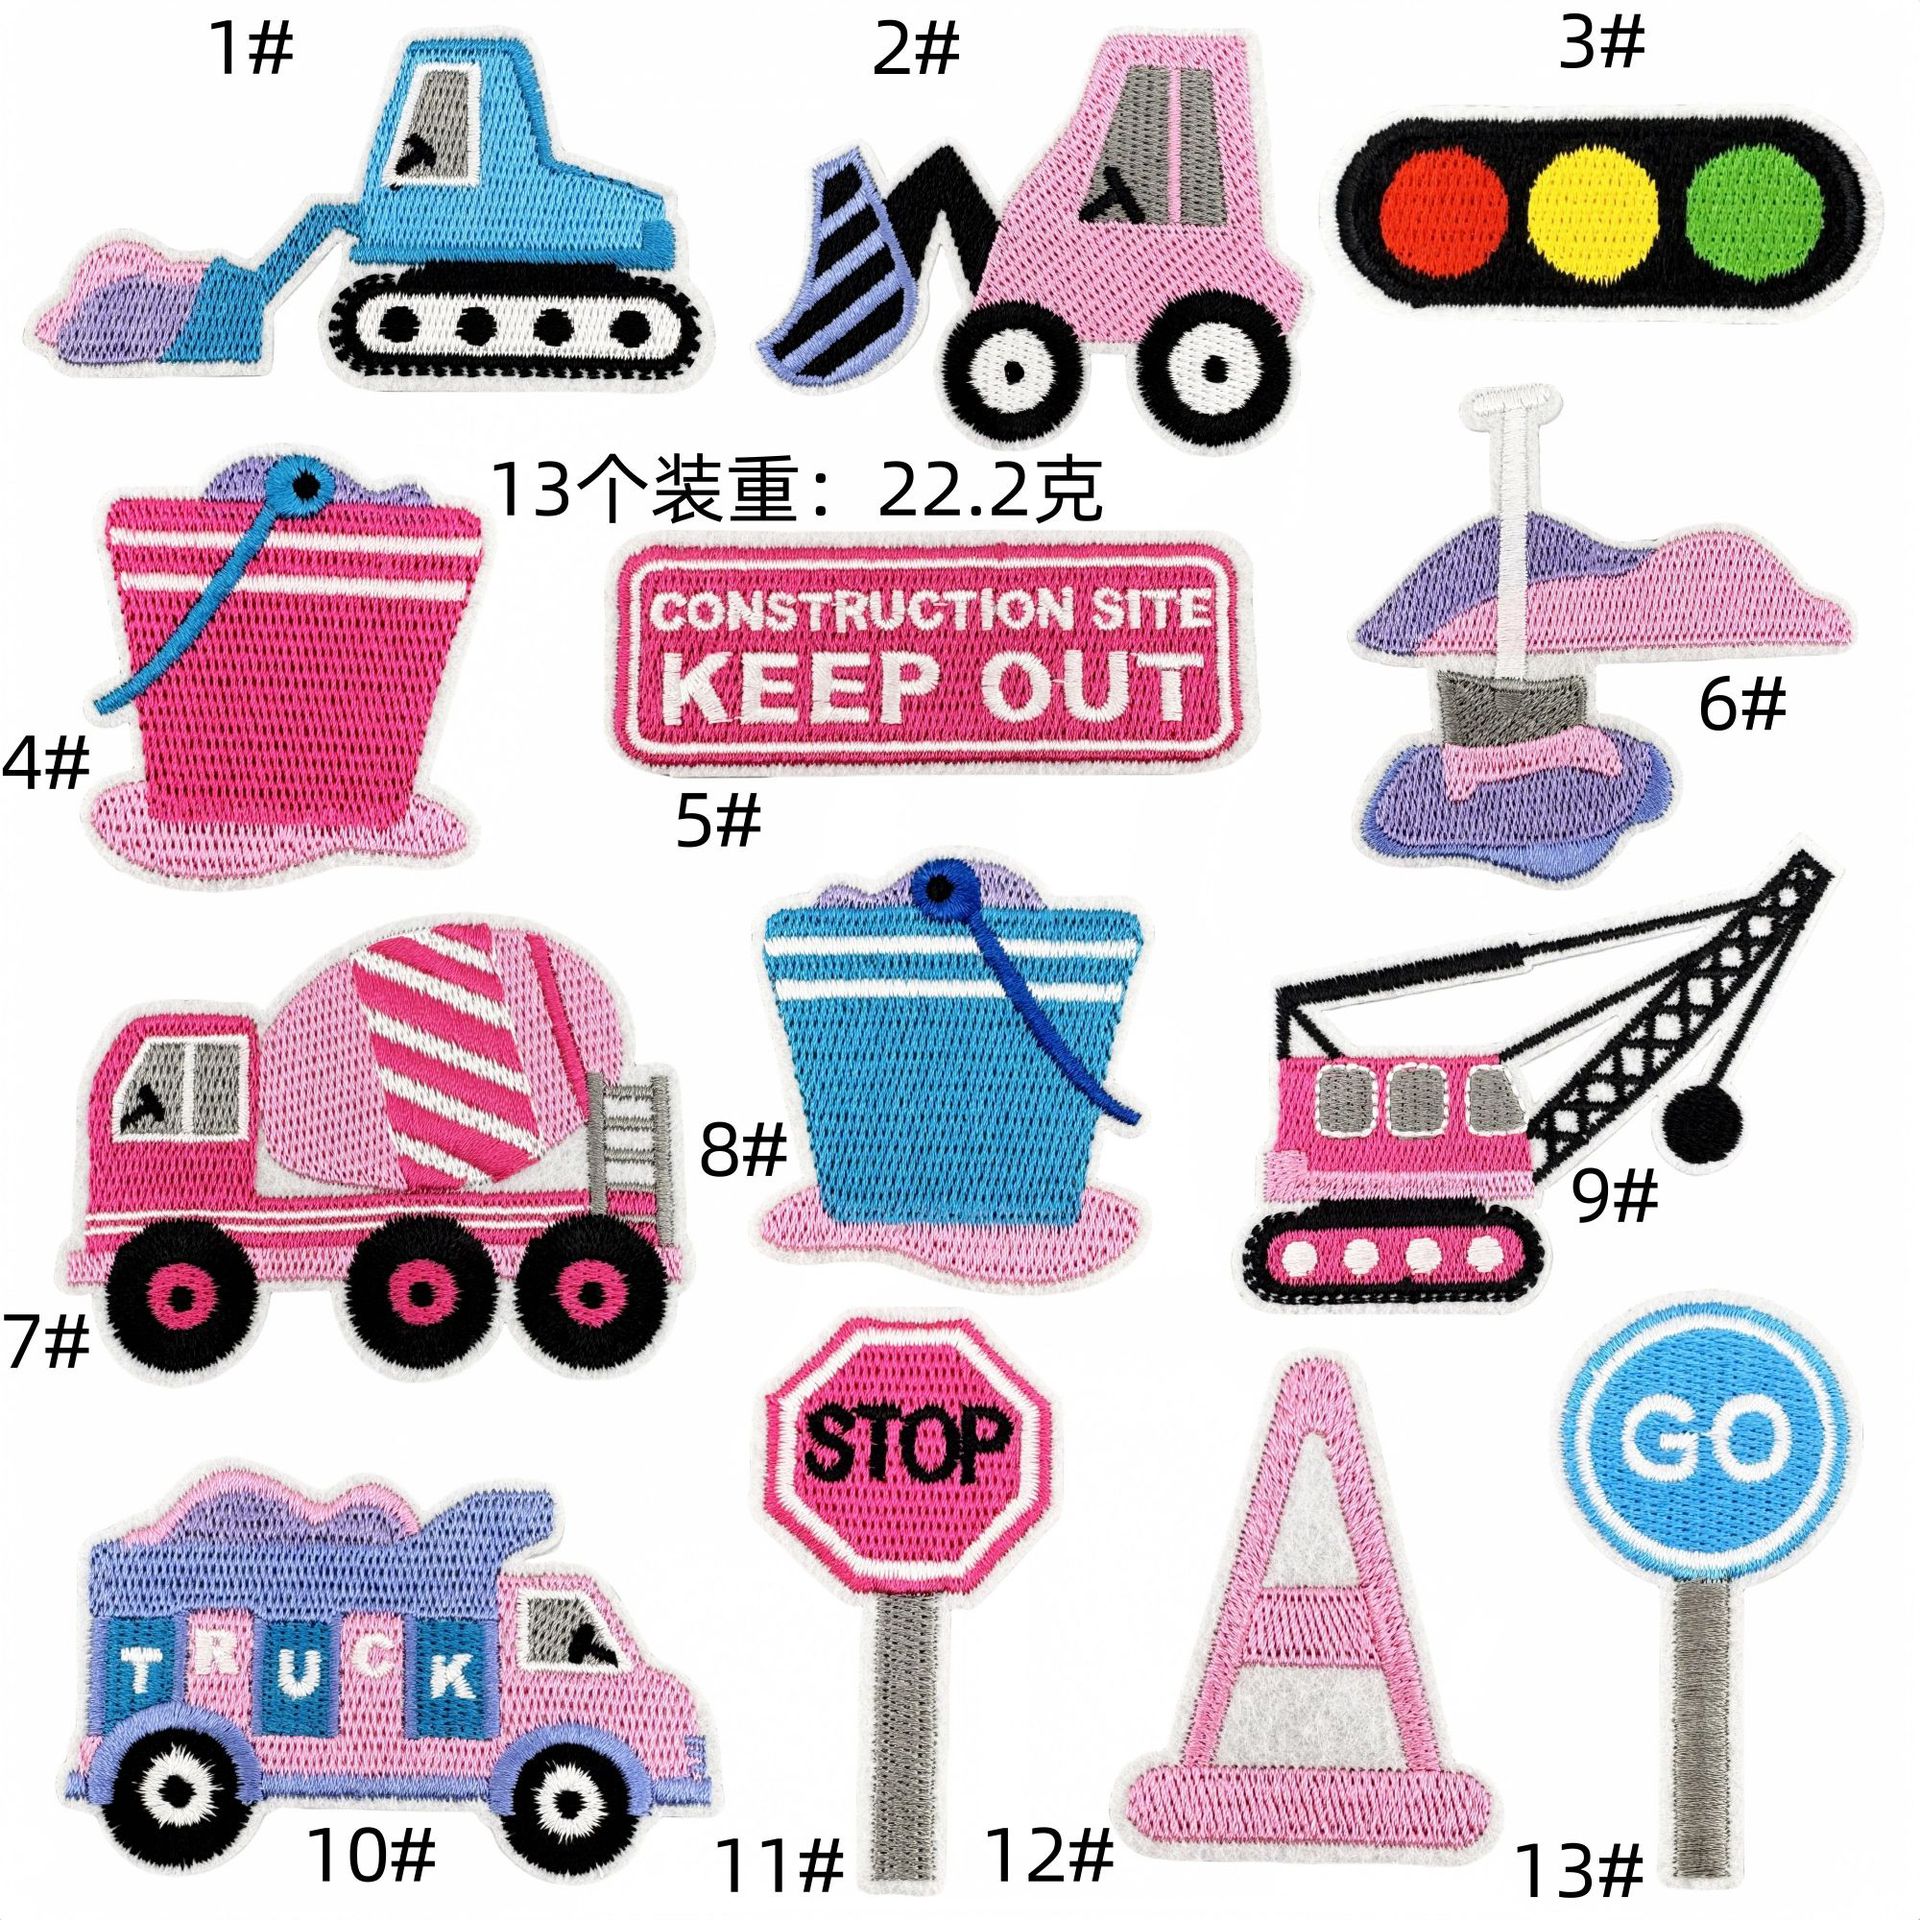 1#
2#
3#
13个装重：22.2克
CONSTRUCTION SITE
KEEP OUT
4#
5#
6#
7#
8#
9#
STOP
GO
TRUCK
10#
11#
12#
13#